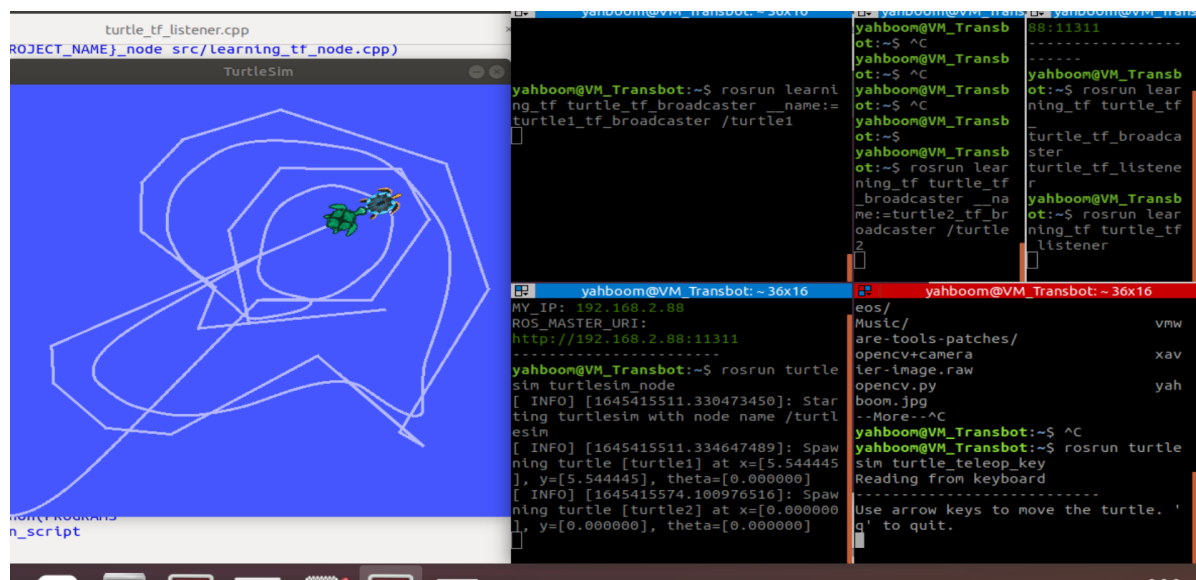 turtle_tf_listener.cpp
ROJECT_NAME}_node src/learning_tf_node.cpp)
TurtleSim
n_script
yahboom@VM_Transbot: ~ 36x16
yahboom@VM_Transbot:~$ rosrun learni
ng_tf turtle_tf_broadcaster __name:=
turtle1_tf_broadcaster /turtle1
yahboom@VM_Trans
yahboom@VM_Transb
ot:~$ ^C
yahboom@VM_Transb
ot:~$ ^C
yahboom@VM_Transb
ot:~$ ^C
yahboom@VM_Transb
ot:~$
yahboom@VM_Transb
ot:~$ rosrun lear
ning_tf turtle_tf
_broadcaster __na
me:=turtle2_tf_br
oadcaster /turtle
2
yahboom@VM_Trans
88:11311
-----------------
------
yahboom@VM_Transb
ot:~$ rosrun lear
ning_tf turtle_tf
_
turtle_tf_broadca
ster
turtle_tf_listene
r
yahboom@VM_Transb
ot:~$ rosrun lear
ning_tf turtle_tf
_listener
yahboom@VM_Transbot: ~ 36x16
MY_IP: 192.168.2.88
ROS_MASTER_URI:
http://192.168.2.88:11311
-----------------------
yahboom@VM_Transbot:~$ rosrun turtle
sim turtlesim_node
[ INFO] [1645415511.330473450]: Star
ting turtlesim with node name /turtl
esim
[ INFO] [1645415511.334647489]: Spaw
ning turtle [turtle1] at x=[5.544445
], y=[5.544445], theta=[0.000000]
[ INFO] [1645415574.100976516]: Spaw
ning turtle [turtle2] at x=[0.000000
], y=[0.000000], theta=[0.000000]
yahboom@VM_Transbot: ~ 36x16
eos/
Music/ vmw
are-tools-patches/
opencv+camera xav
ier-image.raw
opencv.py yah
boom.jpg
--More--^C
yahboom@VM_Transbot:~$ ^C
yahboom@VM_Transbot:~$ rosrun turtle
sim turtle_teleop_key
Reading from keyboard
---------------------------
Use arrow keys to move the turtle. '
q' to quit.